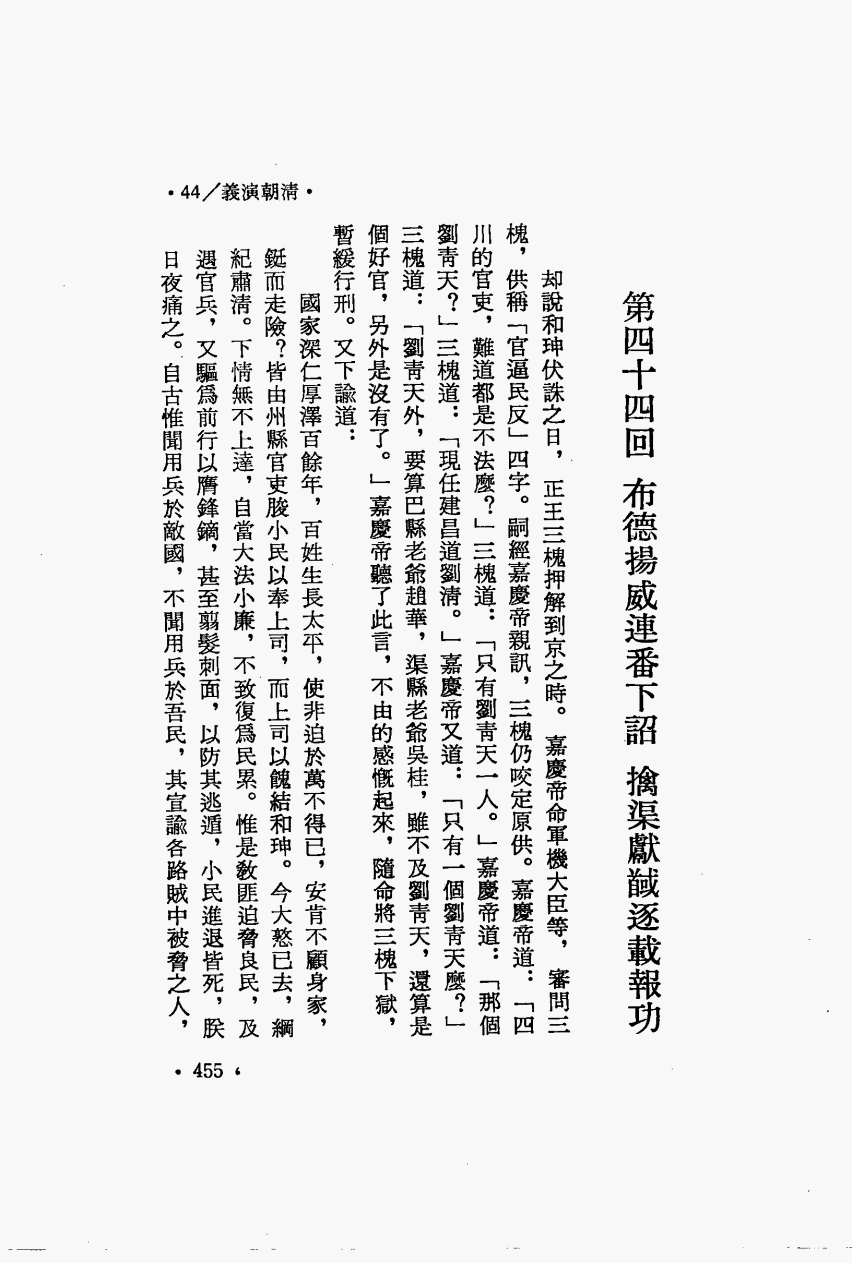 •44／義演朝清•
第四十四回 布德揚威連番下詔 擒渠獻馘逐載報功
却說和珅伏誅之日，正王三槐押解到京之時。嘉慶帝命軍機大臣等，審問三
槐，供稱「官逼民反」四字。嗣經嘉慶帝親訊，三槐仍咬定原供。嘉慶帝道：「四
川的官吏，難道都是不法麼？」三槐道：「只有劉青天一人。」嘉慶帝道：「那個
劉青天？」三槐道：「現任建昌道劉清。」嘉慶帝又道：「只有一個劉青天麼？」
三槐道：「劉青天外，要算巴縣老爺趙華，渠縣老爺吳桂，雖不及劉青天，還算是
個好官，另外是沒有了。」嘉慶帝聽了此言，不由的感慨起來，隨命將三槐下獄，
暫緩行刑。又下諭道：
國家深仁厚澤百餘年，百姓生長太平，使非迫於萬不得已，安肯不顧身家，
鋌而走險？皆由州縣官吏朘小民以奉上司，而上司以餽結和珅。今大憝已去，綱
紀肅清。下情無不上達，自當大法小廉，不致復爲民累。惟是敎匪迫脅良民，及
遇官兵，又驅爲前行以膺鋒鏑，甚至翦髮刺面，以防其逃遁，小民進退皆死，朕
日夜痛之。自古惟聞用兵於敵國，不聞用兵於吾民，其宣諭各路賊中被脅之人，
•455•